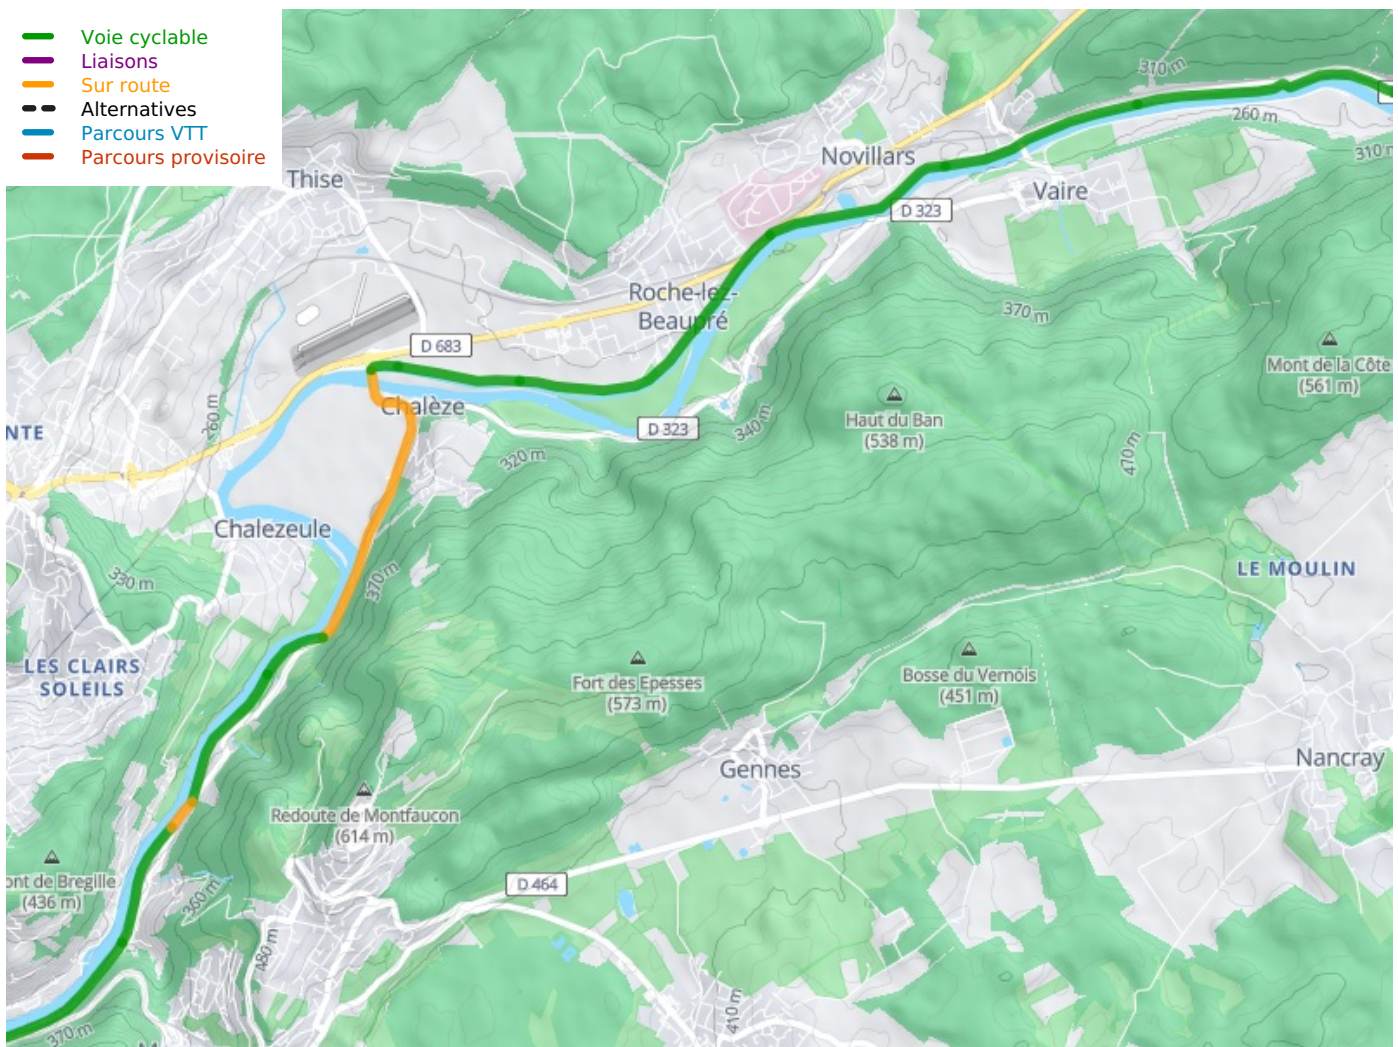 Voie cyclable
Liaisons
Sur route
Alternatives
Parcours VTT
Parcours provisoire
310 m
260 m
310 m
Novillars
Thise
Vaire
D 323
Roche-lez-
Beaupré
370 m
D 683
Mont de la Côte
(561 m)
Chalèze
260 m
Haut du Ban
(538 m)
340 m
D 323
NTE
320 m
470 m
Chalezeule
330 m
370 m
LE MOULIN
LES CLAIRS
SOLEILS
Fort des Epesses
(573 m)
Bosse du Vernois
(451 m)
Gennes
Nancray
Redoute de Montfaucon
(614 m)
ont de Bregille
(436 m)
360 m
D 464
480 m
410 m
370 m